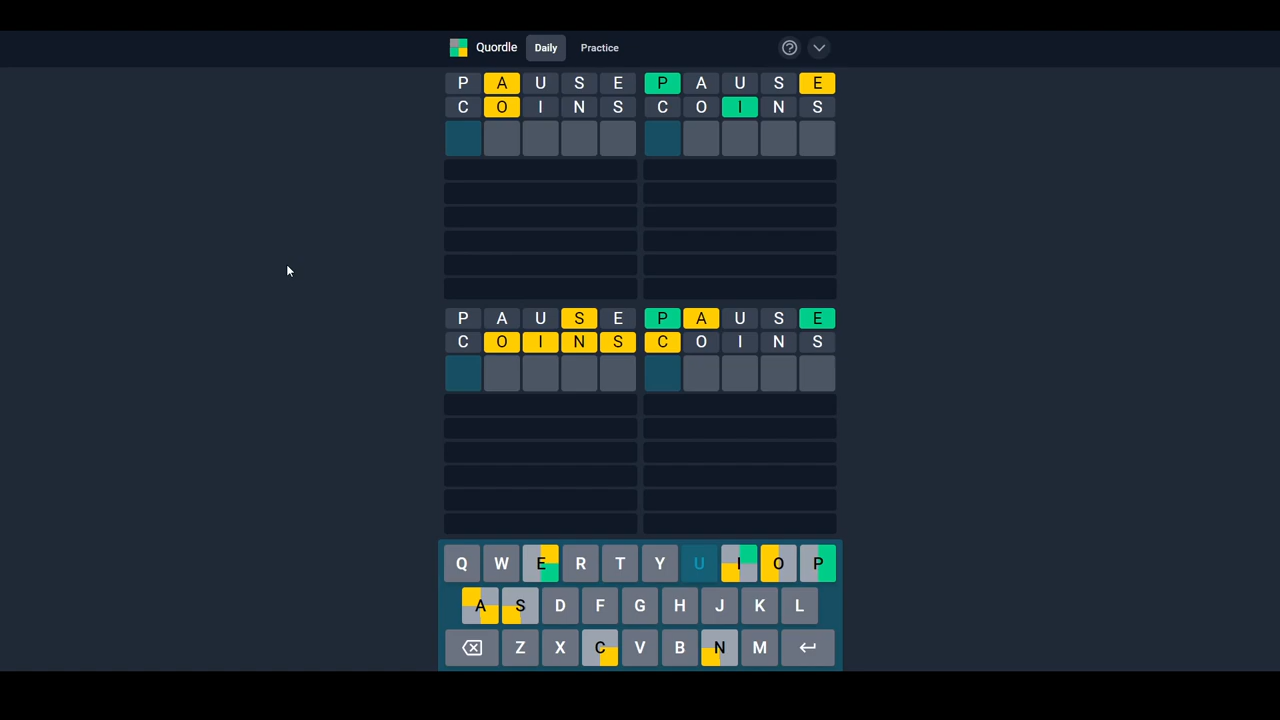 Quordle Daily Practice
P A U S E P A U S E
C O I N S C O I N S
P A U S E P A U S E
C O I N S C O I N S
Q W E R T Y U I O P
A S D F G H J K L
Z X C V B N M